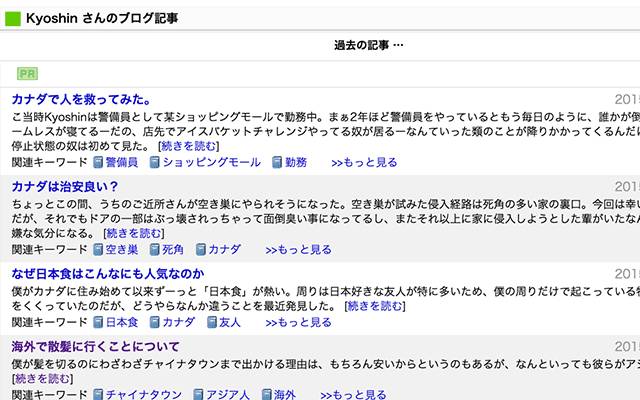 Kyoshin さんのブログ記事
過去の記事 …
PR
カナダで人を救ってみた。 2015
こ当時Kyoshinは警備員として某ショッピングモールで勤務中。まぁ2年ほど警備員をやっているともう毎日のように、誰かが倒
ームレスが寝てるーだの、店先でアイスバケットチャレンジやってる奴が居るーなんていった類のことが降りかかってくるんだに
停止状態の奴は初めて見た。 [続きを読む]
関連キーワード 警備員 ショッピングモール 勤務 >>もっと見る
カナダは治安良い？ 2015
ちょっとこの間、うちのご近所さんが空き巣にやられそうになった。空き巣が試みた侵入経路は死角の多い家の裏口。今回は幸い
だが、それでもドアの一部はぶっ壊されっちゃって面倒臭い事になってるし、またそれ以上に家に侵入しようとした輩がいたなん
嫌な気分になる。 [続きを読む]
関連キーワード 空き巣 死角 カナダ >>もっと見る
なぜ日本食はこんなにも人気なのか 2015
僕がカナダに住み始めて以来ずーっと「日本食」が熱い。周りは日本好きな友人が特に多いため、僕の周りだけで起こっている
をくくっていたのだが、どうやらなんか違うことを最近発見した。 [続きを読む]
関連キーワード 日本食 カナダ 友人 >>もっと見る
海外で散髪に行くことについて 2015
僕が髪を切るのにわざわざチャイナタウンまで出かける理由は、もちろん安いからというのもあるが、なんといっても彼らがアジ
[続きを読む]
関連キーワード チャイナタウン アジア人 海外 >>もっと見る